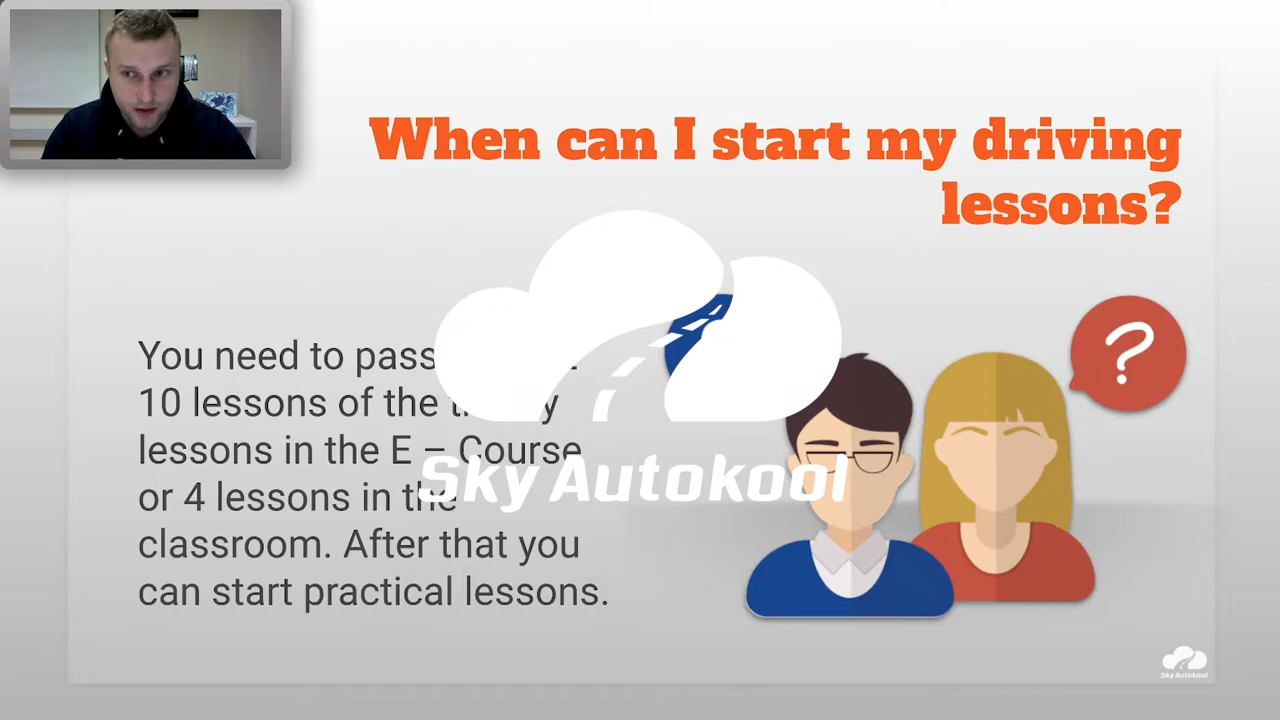 When can I start my driving
lessons?
You need to pass
10 lessons of the
lessons in the E – Course
or 4 lessons in the
classroom. After that you
can start practical lessons.
?
Sky Autokool
Sky Autokool